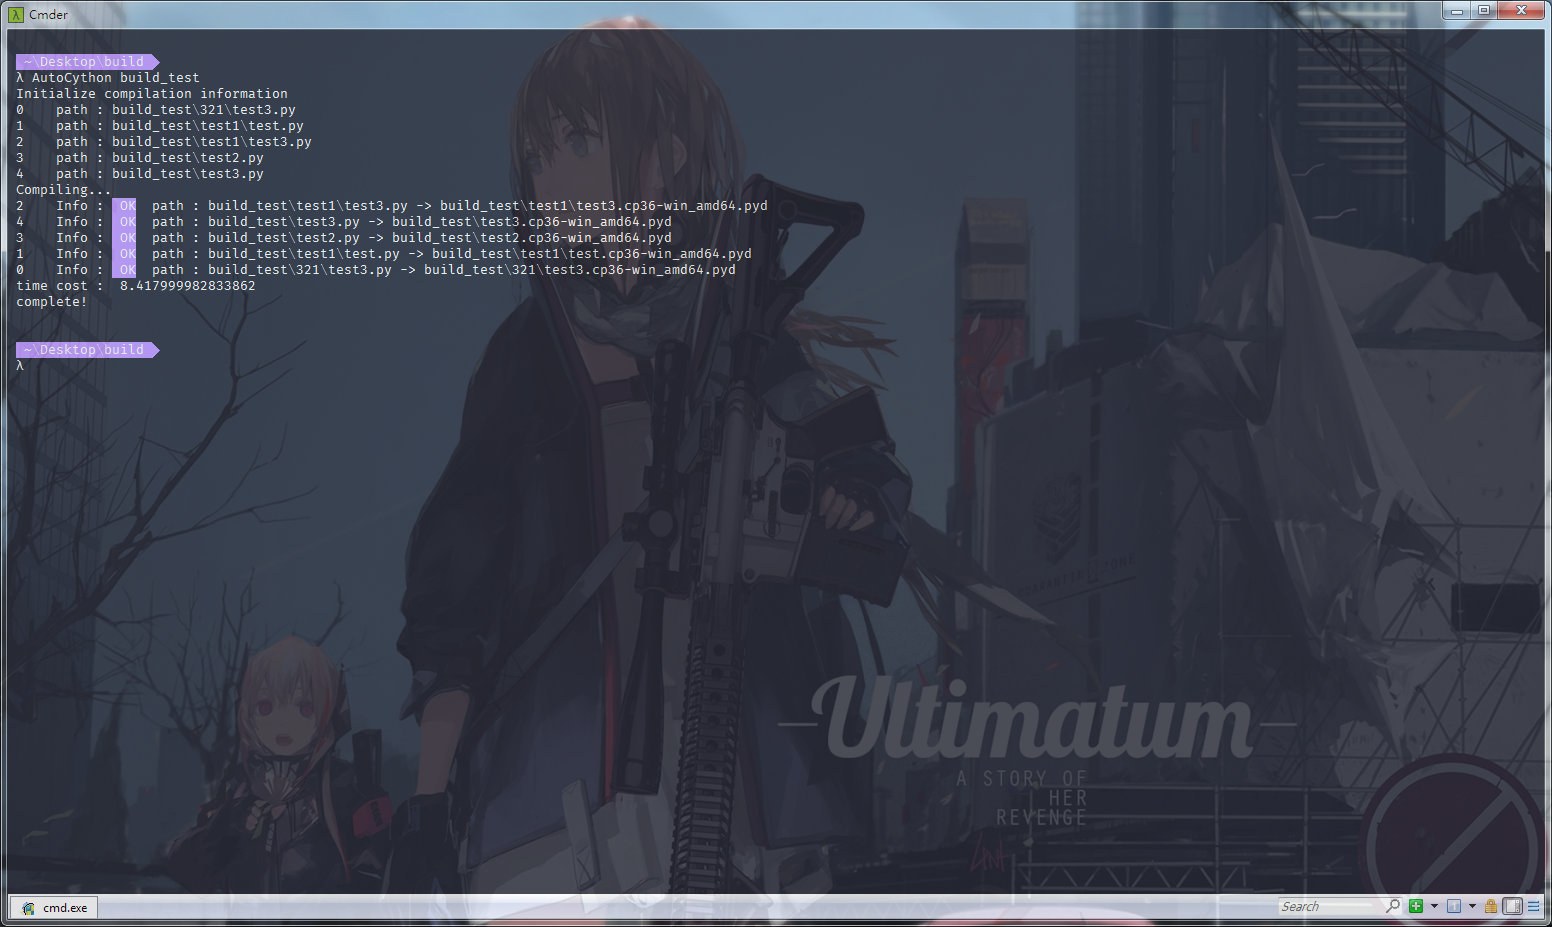 Cmder
~\Desktop\build
λ AutoCython build_test
Initialize compilation information
0    path : build_test\321\test3.py
1    path : build_test\test1\test.py
2    path : build_test\test1\test3.py
3    path : build_test\test2.py
4    path : build_test\test3.py
Compiling...
2    Info :  OK  path : build_test\test1\test3.py -> build_test\test1\test3.cp36-win_amd64.pyd
4    Info :  OK  path : build_test\test3.py -> build_test\test3.cp36-win_amd64.pyd
3    Info :  OK  path : build_test\test2.py -> build_test\test2.cp36-win_amd64.pyd
1    Info :  OK  path : build_test\test1\test.py -> build_test\test1\test.cp36-win_amd64.pyd
0    Info :  OK  path : build_test\321\test3.py -> build_test\321\test3.cp36-win_amd64.pyd
time cost :  8.417999982833862
complete!
~\Desktop\build
λ
QUARANTINE ZONE
Ultimatum
A STORY OF
HER
REVENGE
cmd.exe
Search